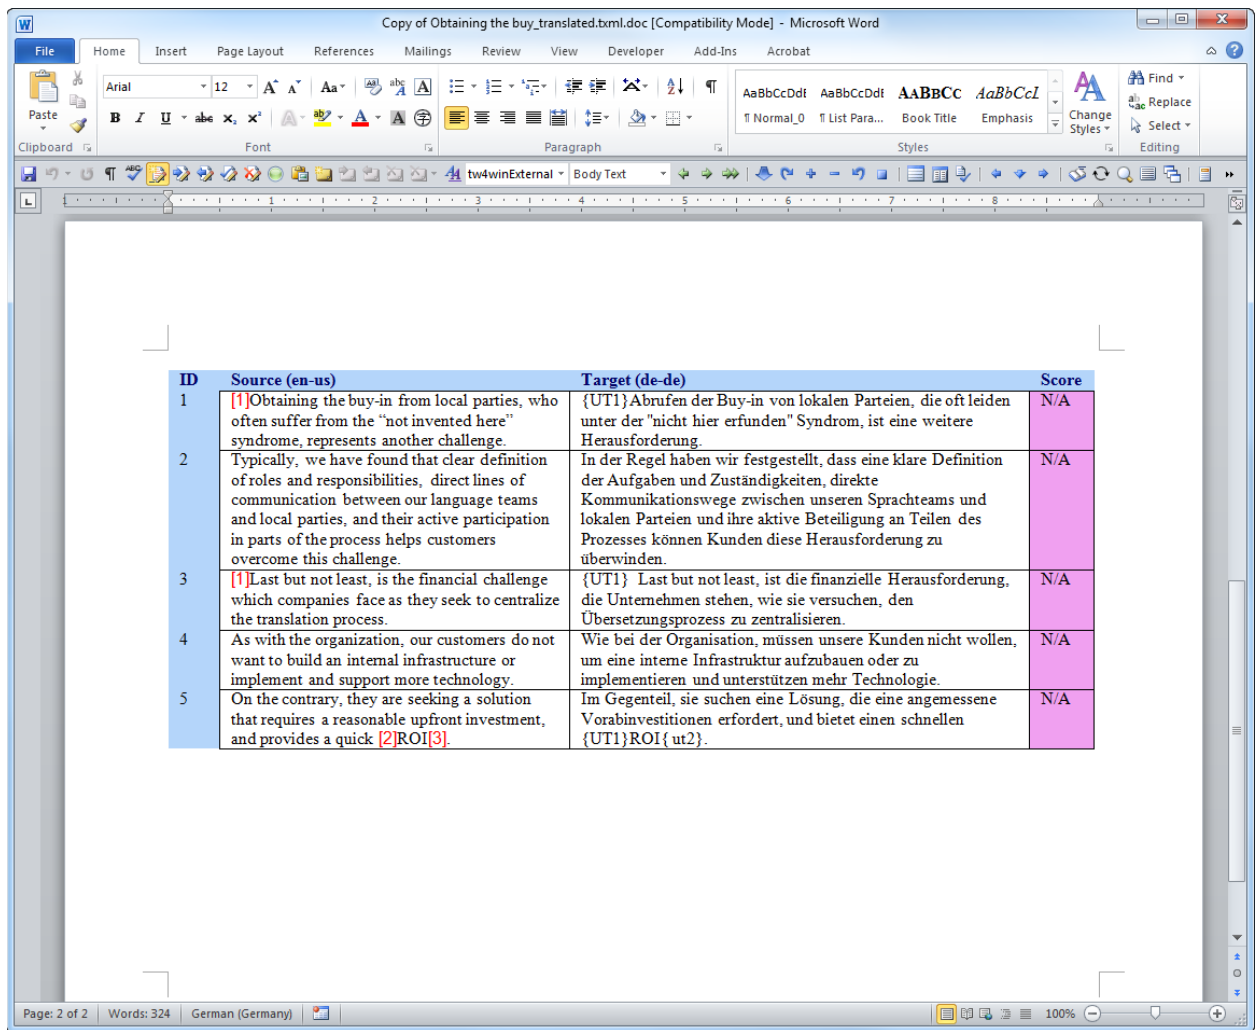 Copy of Obtaining the buy_translated.txml.doc [Compatibility Mode] - Microsoft Word
File Home Insert Page Layout References Mailings Review View Developer Add-Ins Acrobat
Arial 12
Paste
AaBbCcDdE AaBbCcDdE AABBCC AaBbCcL
¶ Normal_0 ¶ List Para... Book Title Emphasis
Change Styles
Find
Replace
Select
Clipboard Font Paragraph Styles Editing
tw4winExternal Body Text
1 1 2 3 4 5 6 7 8
ID Source (en-us) Target (de-de) Score
1
[1]Obtaining the buy-in from local parties, who
often suffer from the “not invented here”
syndrome, represents another challenge.
{UT1}Abrufen der Buy-in von lokalen Parteien, die oft leiden
unter der "nicht hier erfunden" Syndrom, ist eine weitere
Herausforderung.
N/A
2
Typically, we have found that clear definition
of roles and responsibilities, direct lines of
communication between our language teams
and local parties, and their active participation
in parts of the process helps customers
overcome this challenge.
In der Regel haben wir festgestellt, dass eine klare Definition
der Aufgaben und Zuständigkeiten, direkte
Kommunikationswege zwischen unseren Sprachteams und
lokalen Parteien und ihre aktive Beteiligung an Teilen des
Prozesses können Kunden diese Herausforderung zu
überwinden.
N/A
3
[1]Last but not least, is the financial challenge
which companies face as they seek to centralize
the translation process.
{UT1} Last but not least, ist die finanzielle Herausforderung,
die Unternehmen stehen, wie sie versuchen, den
Übersetzungsprozess zu zentralisieren.
N/A
4
As with the organization, our customers do not
want to build an internal infrastructure or
implement and support more technology.
Wie bei der Organisation, müssen unsere Kunden nicht wollen,
um eine interne Infrastruktur aufzubauen oder zu
implementieren und unterstützen mehr Technologie.
N/A
5
On the contrary, they are seeking a solution
that requires a reasonable upfront investment,
and provides a quick [2]ROI[3].
Im Gegenteil, sie suchen eine Lösung, die eine angemessene
Vorabinvestitionen erfordert, und bietet einen schnellen
{UT1}ROI{ ut2}.
N/A
Page: 2 of 2 Words: 324 German (Germany) 100%